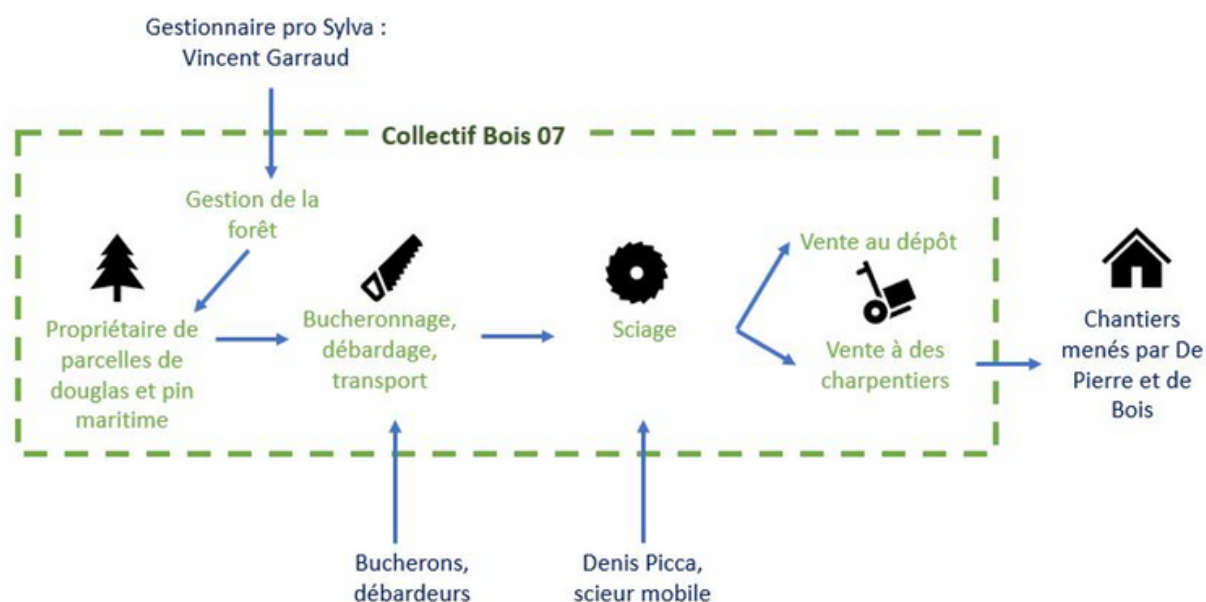 Gestionnaire pro Sylva :
Vincent Garraud
Collectif Bois 07
Gestion de la
forêt
Propriétaire de
parcelles de
douglas et pin
maritime
Bucheronnage,
débardage,
transport
Sciage
Vente au dépôt
Vente à des
charpentiers
Chantiers
menés par De
Pierre et de
Bois
Bucherons,
débardeurs
Denis Picca,
scieur mobile